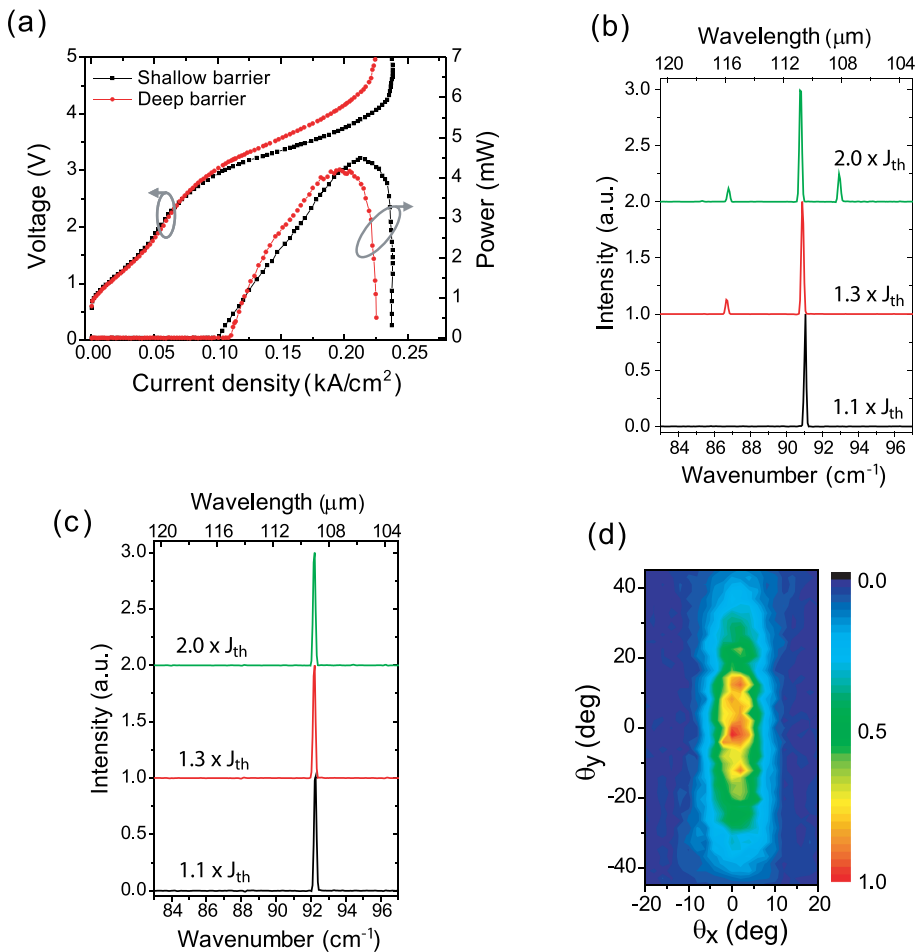 (a)
Shallow barrier
Deep barrier
Voltage (V)
5
4
3
2
1
0
Power (mW)
7
6
5
4
3
2
1
0
0.00 0.05 0.10 0.15 0.20 0.25
Current density (kA/cm²)
(b)
Wavelength (μm)
120 116 112 108 104
Intensity (a.u.)
3.0
2.5
2.0
1.5
1.0
0.5
0.0
2.0 x Jth
1.3 x Jth
1.1 x Jth
84 86 88 90 92 94 96
Wavenumber (cm⁻¹)
(c)
Wavelength (μm)
120 116 112 108 104
Intensity (a.u.)
3.0
2.5
2.0
1.5
1.0
0.5
0.0
2.0 x Jth
1.3 x Jth
1.1 x Jth
84 86 88 90 92 94 96
Wavenumber (cm⁻¹)
(d)
θy (deg)
40
20
0
-20
-40
-20 -10 0 10 20
θx (deg)
0.0
0.5
1.0